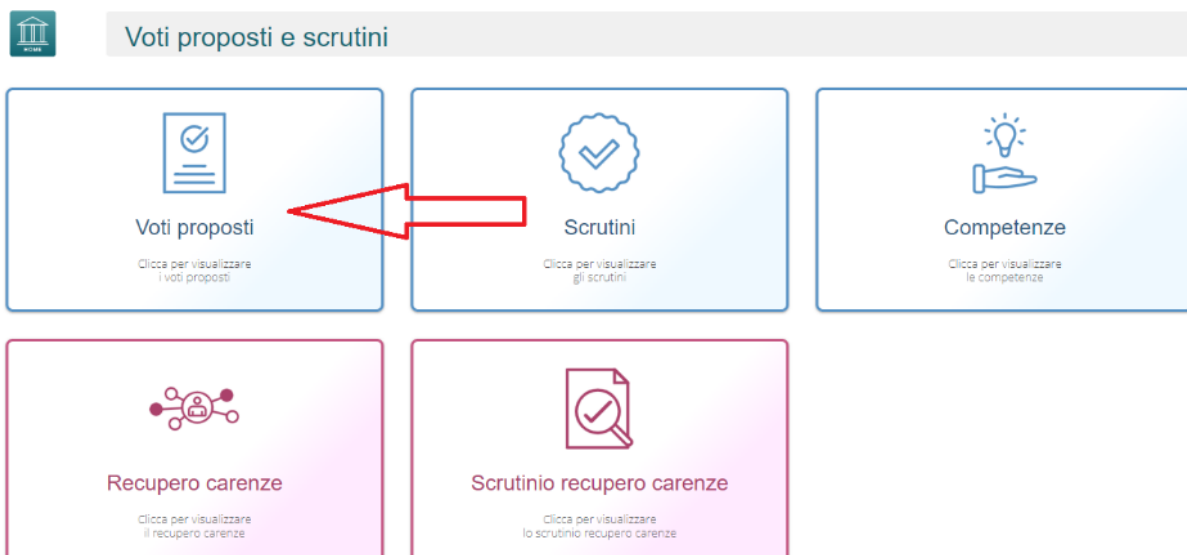 HOME
Voti proposti e scrutini
Voti proposti
Clicca per visualizzare
i voti proposti
Scrutini
Clicca per visualizzare
gli scrutini
Competenze
Clicca per visualizzare
le competenze
Recupero carenze
Clicca per visualizzare
il recupero carenze
Scrutinio recupero carenze
Clicca per visualizzare
lo scrutinio recupero carenze